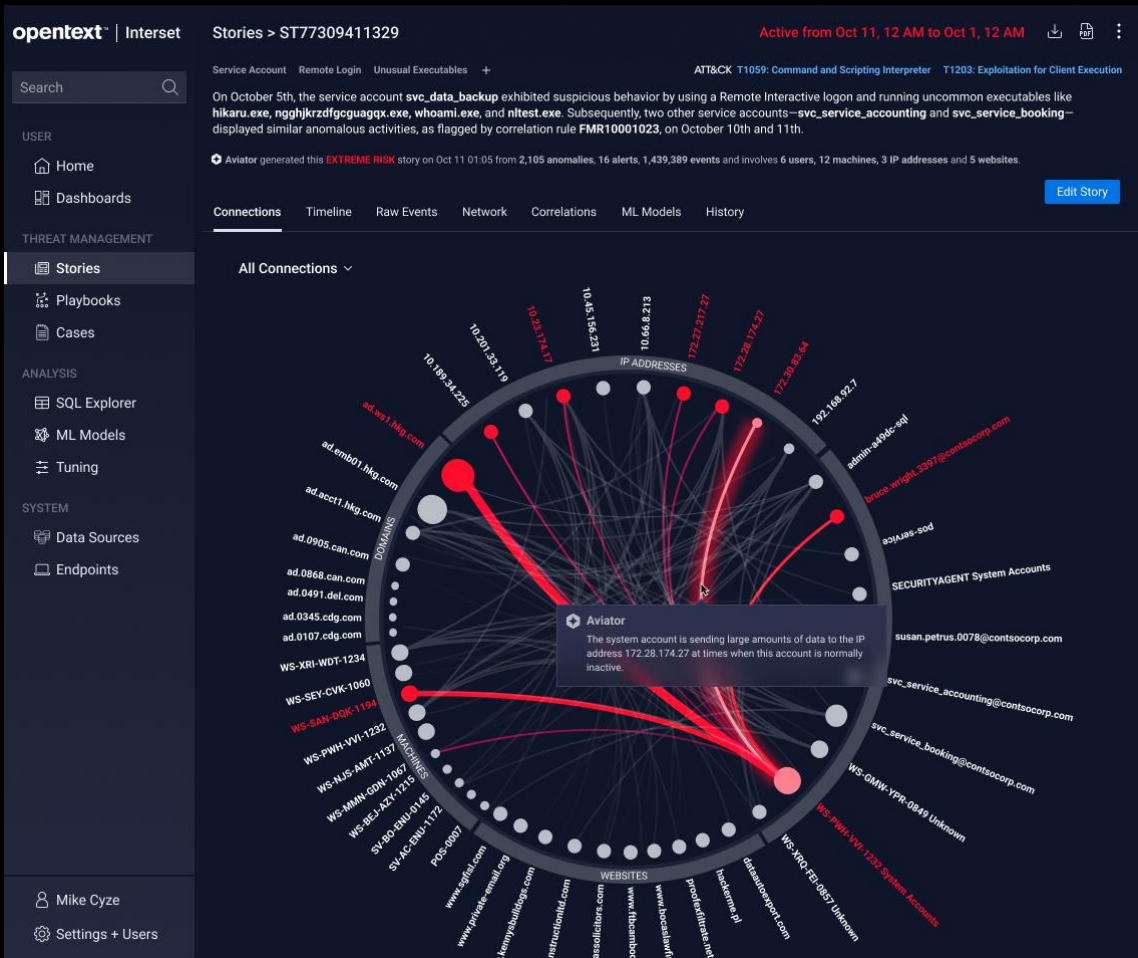 opentext™ | Interset
Stories > ST77309411329
Active from Oct 11, 12 AM to Oct 1, 12 AM
PDF
Search
Service Account Remote Login Unusual Executables +
ATT&CK T1059: Command and Scripting Interpreter T1203: Exploitation for Client Execution
On October 5th, the service account svc_data_backup exhibited suspicious behavior by using a Remote Interactive logon and running uncommon executables like
hikaru.exe, ngghjkrzdfgcguagqx.exe, whoami.exe, and nltest.exe. Subsequently, two other service accounts—svc_service_accounting and svc_service_booking—
displayed similar anomalous activities, as flagged by correlation rule FMR10001023, on October 10th and 11th.
Aviator generated this EXTREME RISK story on Oct 11 01:05 from 2,105 anomalies, 16 alerts, 1,439,389 events and involves 6 users, 12 machines, 3 IP addresses and 5 websites.
Edit Story
USER
Home
Dashboards
THREAT MANAGEMENT
Stories
Playbooks
Cases
ANALYSIS
SQL Explorer
ML Models
Tuning
SYSTEM
Data Sources
Endpoints
Mike Cyze
Settings + Users
Connections Timeline Raw Events Network Correlations ML Models History
All Connections
IP ADDRESSES
10.189.34.225
10.201.33.119
10.23.174.17
10.45.156.231
10.66.8.213
172.27.217.27
172.28.174.27
172.30.83.64
192.168.92.7
admin-a49dc-sql
bruce.wright.3397@contsocorp.com
pos-service
SECURITYAGENT System Accounts
susan.petrus.0078@contsocorp.com
svc_service_accounting@contsocorp.com
svc_service_booking@contsocorp.com
WS-GMW-YPR-0849 Unknown
WS-PWH-VVI-1232 System Accounts
WS-XRQ-FEI-0857 Unknown
WEBSITES
dataautoexport.com
hackerme.pl
proofexfiltrate.net
www.bocaslawfi
www.ftbcamboo
assolicitors.com
nstructionltd.com
.kennysbulldogs.com
www.private-email.org
www.sgfisl.com
MACHINES
POS-0007
SV-AC-ENU-1172
SV-BO-ENU-0145
WS-BEJ-AZY-1215
WS-MMN-GDN-1067
WS-NJS-AMT-1137
WS-PWH-VVI-1232
WS-SAN-DQK-1194
WS-SEY-CVK-1060
WS-XRI-WDT-1234
DOMAINS
ad.0107.cdg.com
ad.0345.cdg.com
ad.0491.del.com
ad.0868.can.com
ad.0905.can.com
ad.acct1.hkg.com
ad.emb01.hkg.com
ad.ws1.hkg.com
Aviator
The system account is sending large amounts of data to the IP
address 172.28.174.27 at times when this account is normally
inactive.